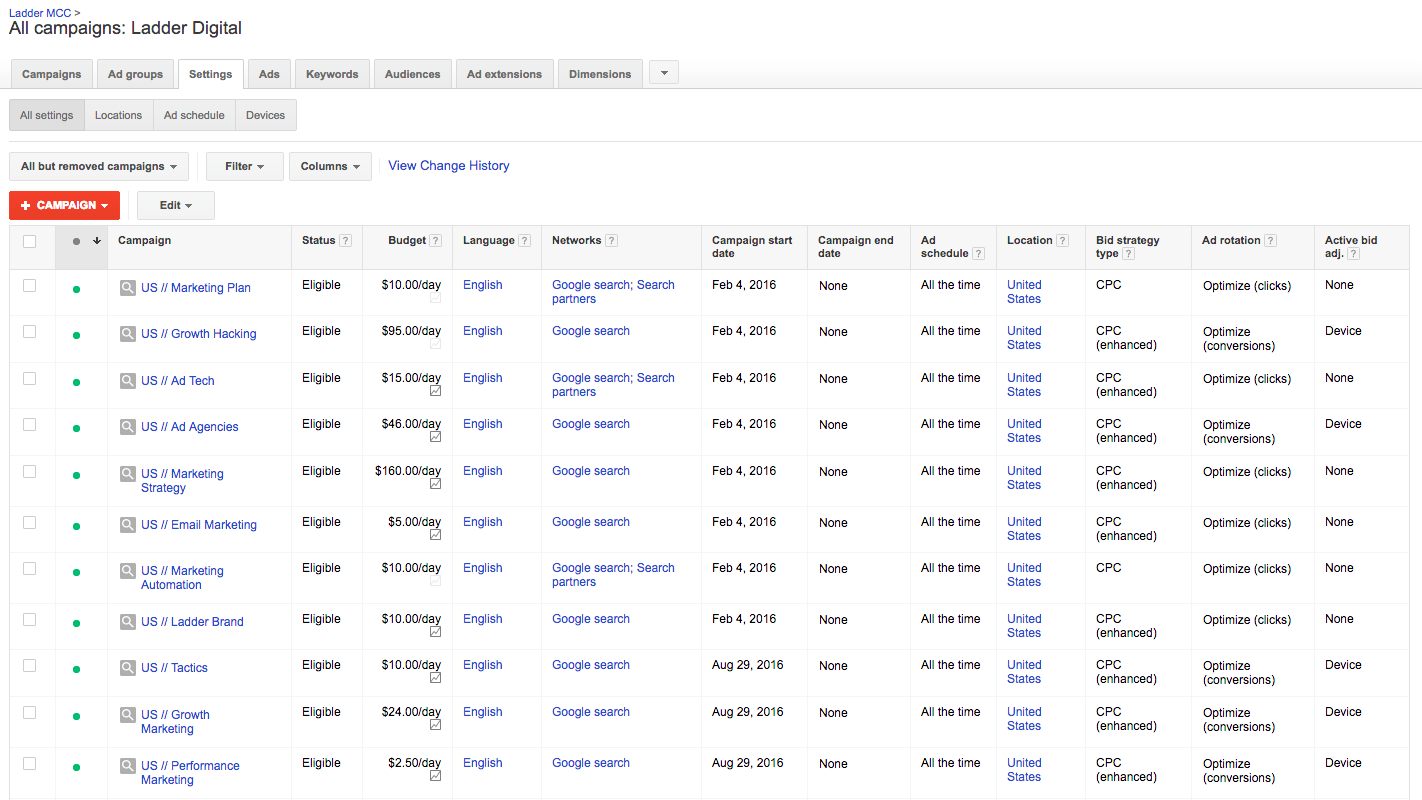 Ladder MCC >
All campaigns: Ladder Digital
Campaigns Ad groups Settings Ads Keywords Audiences Ad extensions Dimensions
All settings Locations Ad schedule Devices
All but removed campaigns Filter Columns View Change History
+ CAMPAIGN Edit
Campaign Status ? Budget ? Language ? Networks ? Campaign start Campaign end Ad Location ? Bid strategy Ad rotation ? Active bid
date date schedule ? type ? adj. ?
US // Marketing Plan Eligible $10.00/day English Google search; Search Feb 4, 2016 None All the time United CPC Optimize (clicks) None
partners States
US // Growth Hacking Eligible $95.00/day English Google search Feb 4, 2016 None All the time United CPC Optimize Device
States (enhanced) (conversions)
US // Ad Tech Eligible $15.00/day English Google search; Search Feb 4, 2016 None All the time United CPC Optimize (clicks) None
partners States (enhanced)
US // Ad Agencies Eligible $46.00/day English Google search Feb 4, 2016 None All the time United CPC Optimize Device
States (enhanced) (conversions)
US // Marketing Eligible $160.00/day English Google search Feb 4, 2016 None All the time United CPC Optimize (clicks) None
Strategy States (enhanced)
US // Email Marketing Eligible $5.00/day English Google search Feb 4, 2016 None All the time United CPC Optimize (clicks) None
States (enhanced)
US // Marketing Eligible $10.00/day English Google search; Search Feb 4, 2016 None All the time United CPC Optimize (clicks) None
Automation partners States
US // Ladder Brand Eligible $10.00/day English Google search Feb 4, 2016 None All the time United CPC Optimize (clicks) None
States (enhanced)
US // Tactics Eligible $10.00/day English Google search Aug 29, 2016 None All the time United CPC Optimize Device
States (enhanced) (conversions)
US // Growth Eligible $24.00/day English Google search Aug 29, 2016 None All the time United CPC Optimize Device
Marketing States (enhanced) (conversions)
US // Performance Eligible $2.50/day English Google search Aug 29, 2016 None All the time United CPC Optimize Device
Marketing States (enhanced) (conversions)